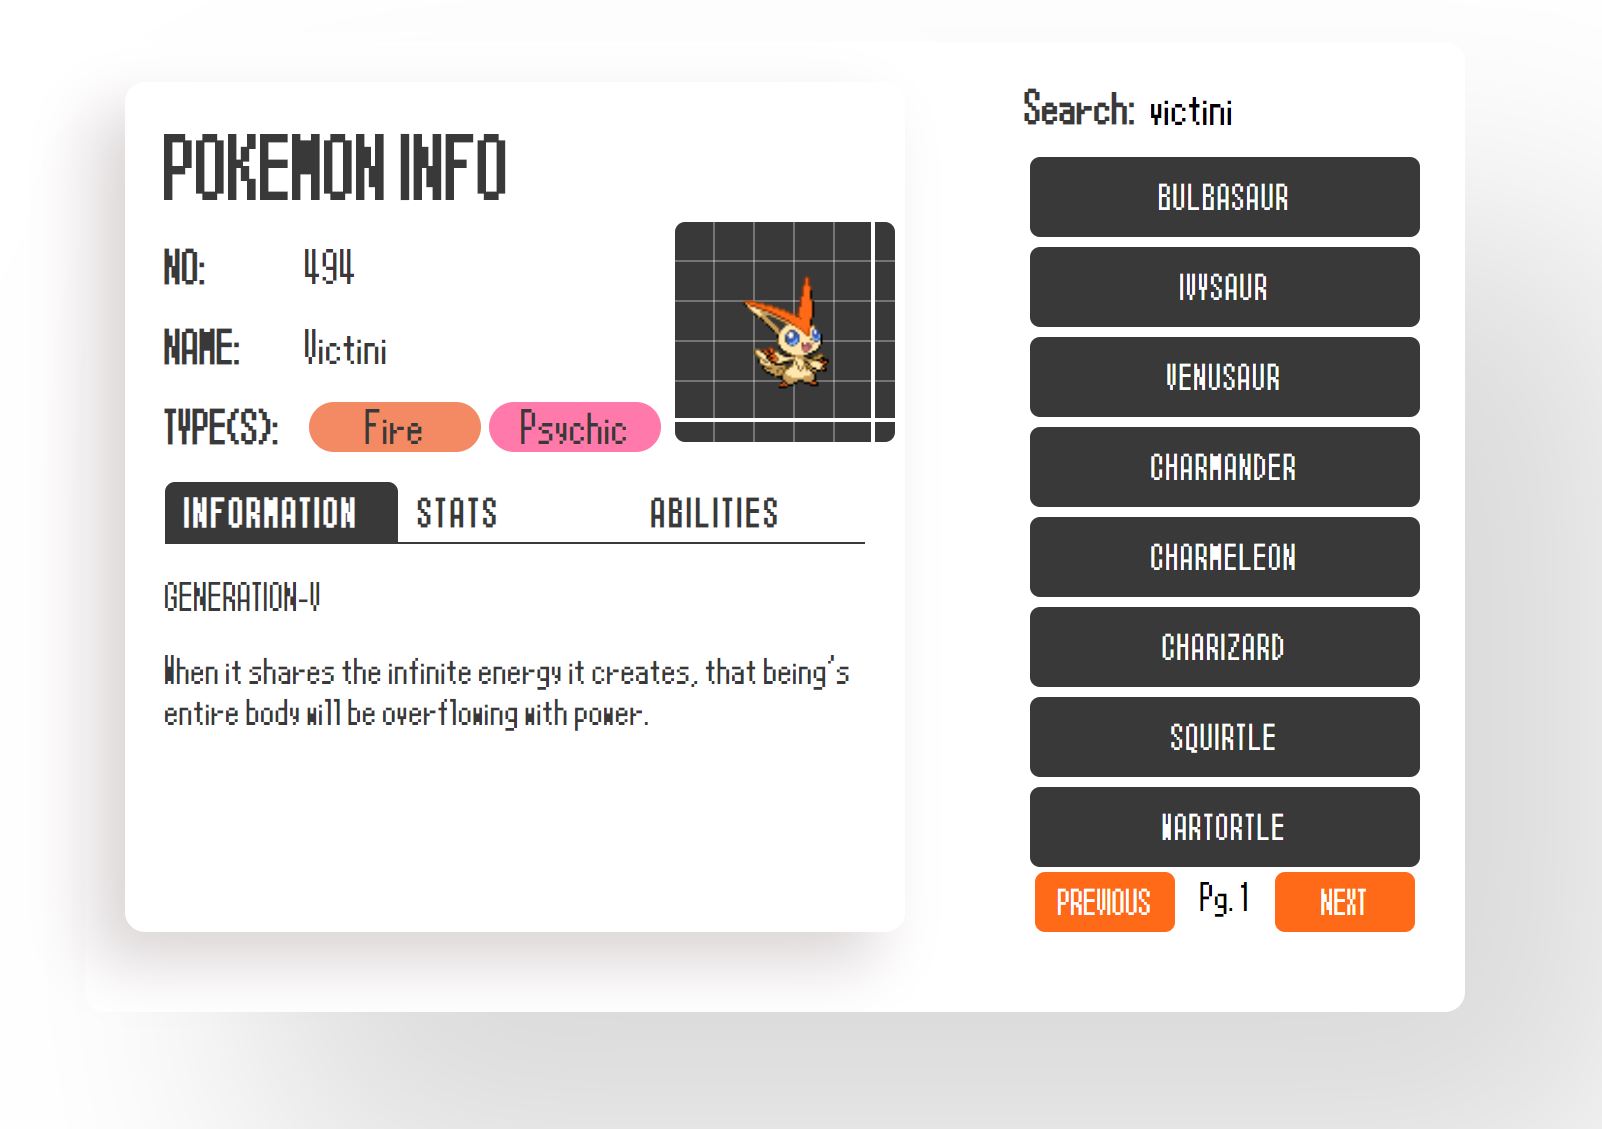 POKEMON INFO
NO: 494
NAME: Victini
TYPE(S): Fire Psychic
INFORMATION STATS ABILITIES
GENERATION-V
When it shares the infinite energy it creates, that being's
entire body will be overflowing with power.
Search: victini
BULBASAUR
IVYSAUR
VENUSAUR
CHARMANDER
CHARMELEON
CHARIZARD
SQUIRTLE
WARTORTLE
PREVIOUS Pg. 1 NEXT